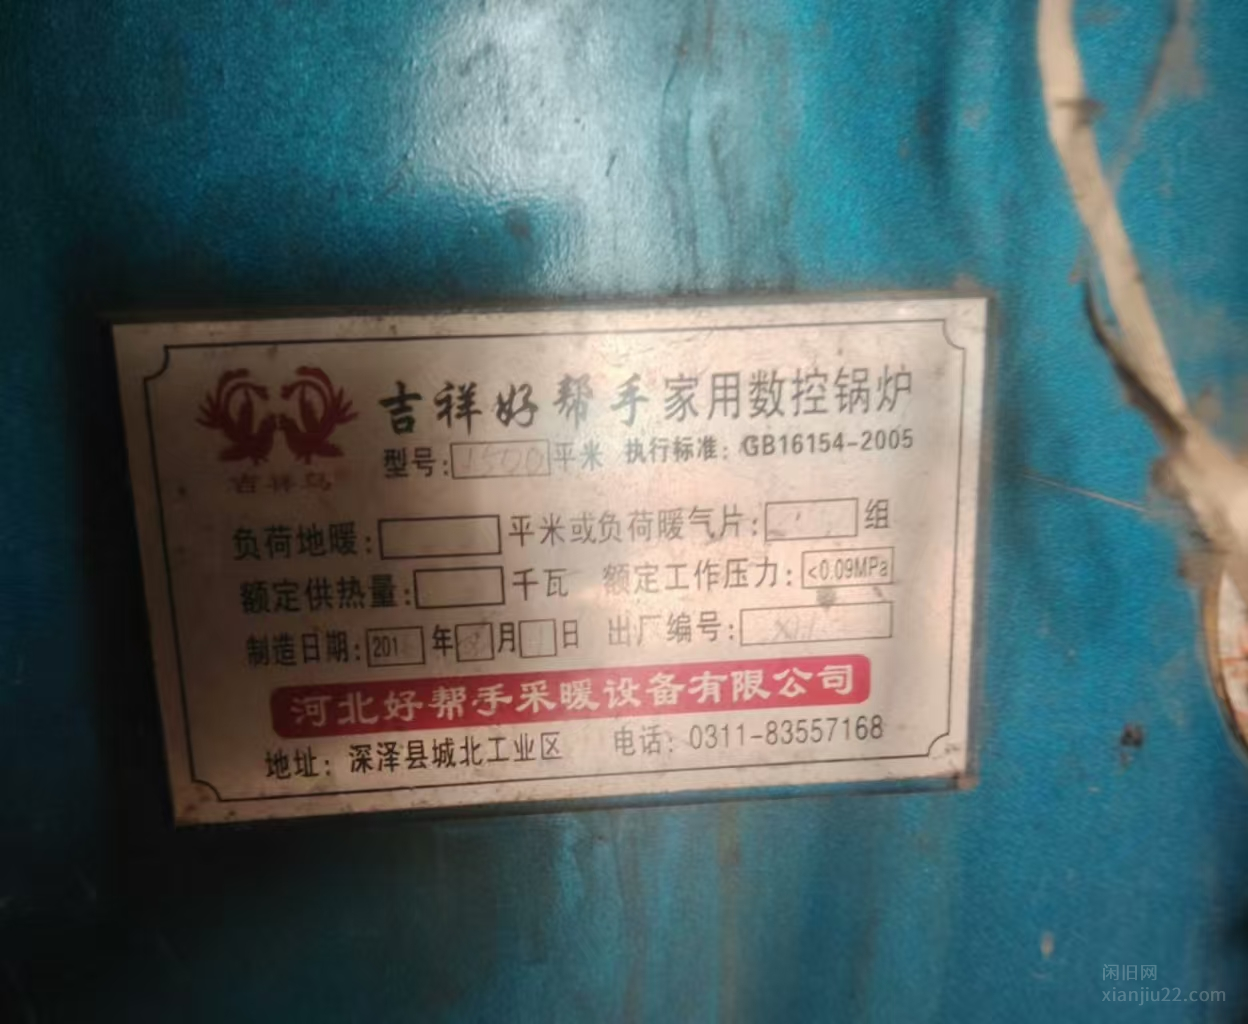 吉祥好帮手家用数控锅炉
型号:1500平米 执行标准:GB16154-2005
吉祥鸟
负荷地暖:平米或负荷暖气片:组
额定供热量:千瓦 额定工作压力:<0.09MPa
制造日期:201 年 月 日 出厂编号:
河北好帮手采暖设备有限公司
地址:深泽县城北工业区 电话:0311-83557168
闲旧网
xianjiu22.com